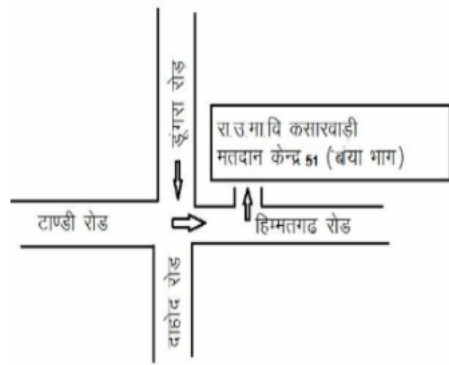 डूंगरा रोड़
रा.उ.मा वि कसारवाड़ी
मतदान केन्द्र 51 (बांया भाग)
टाण्डी रोड़
हिम्मतगढ रोड़
दाहोद रोड़